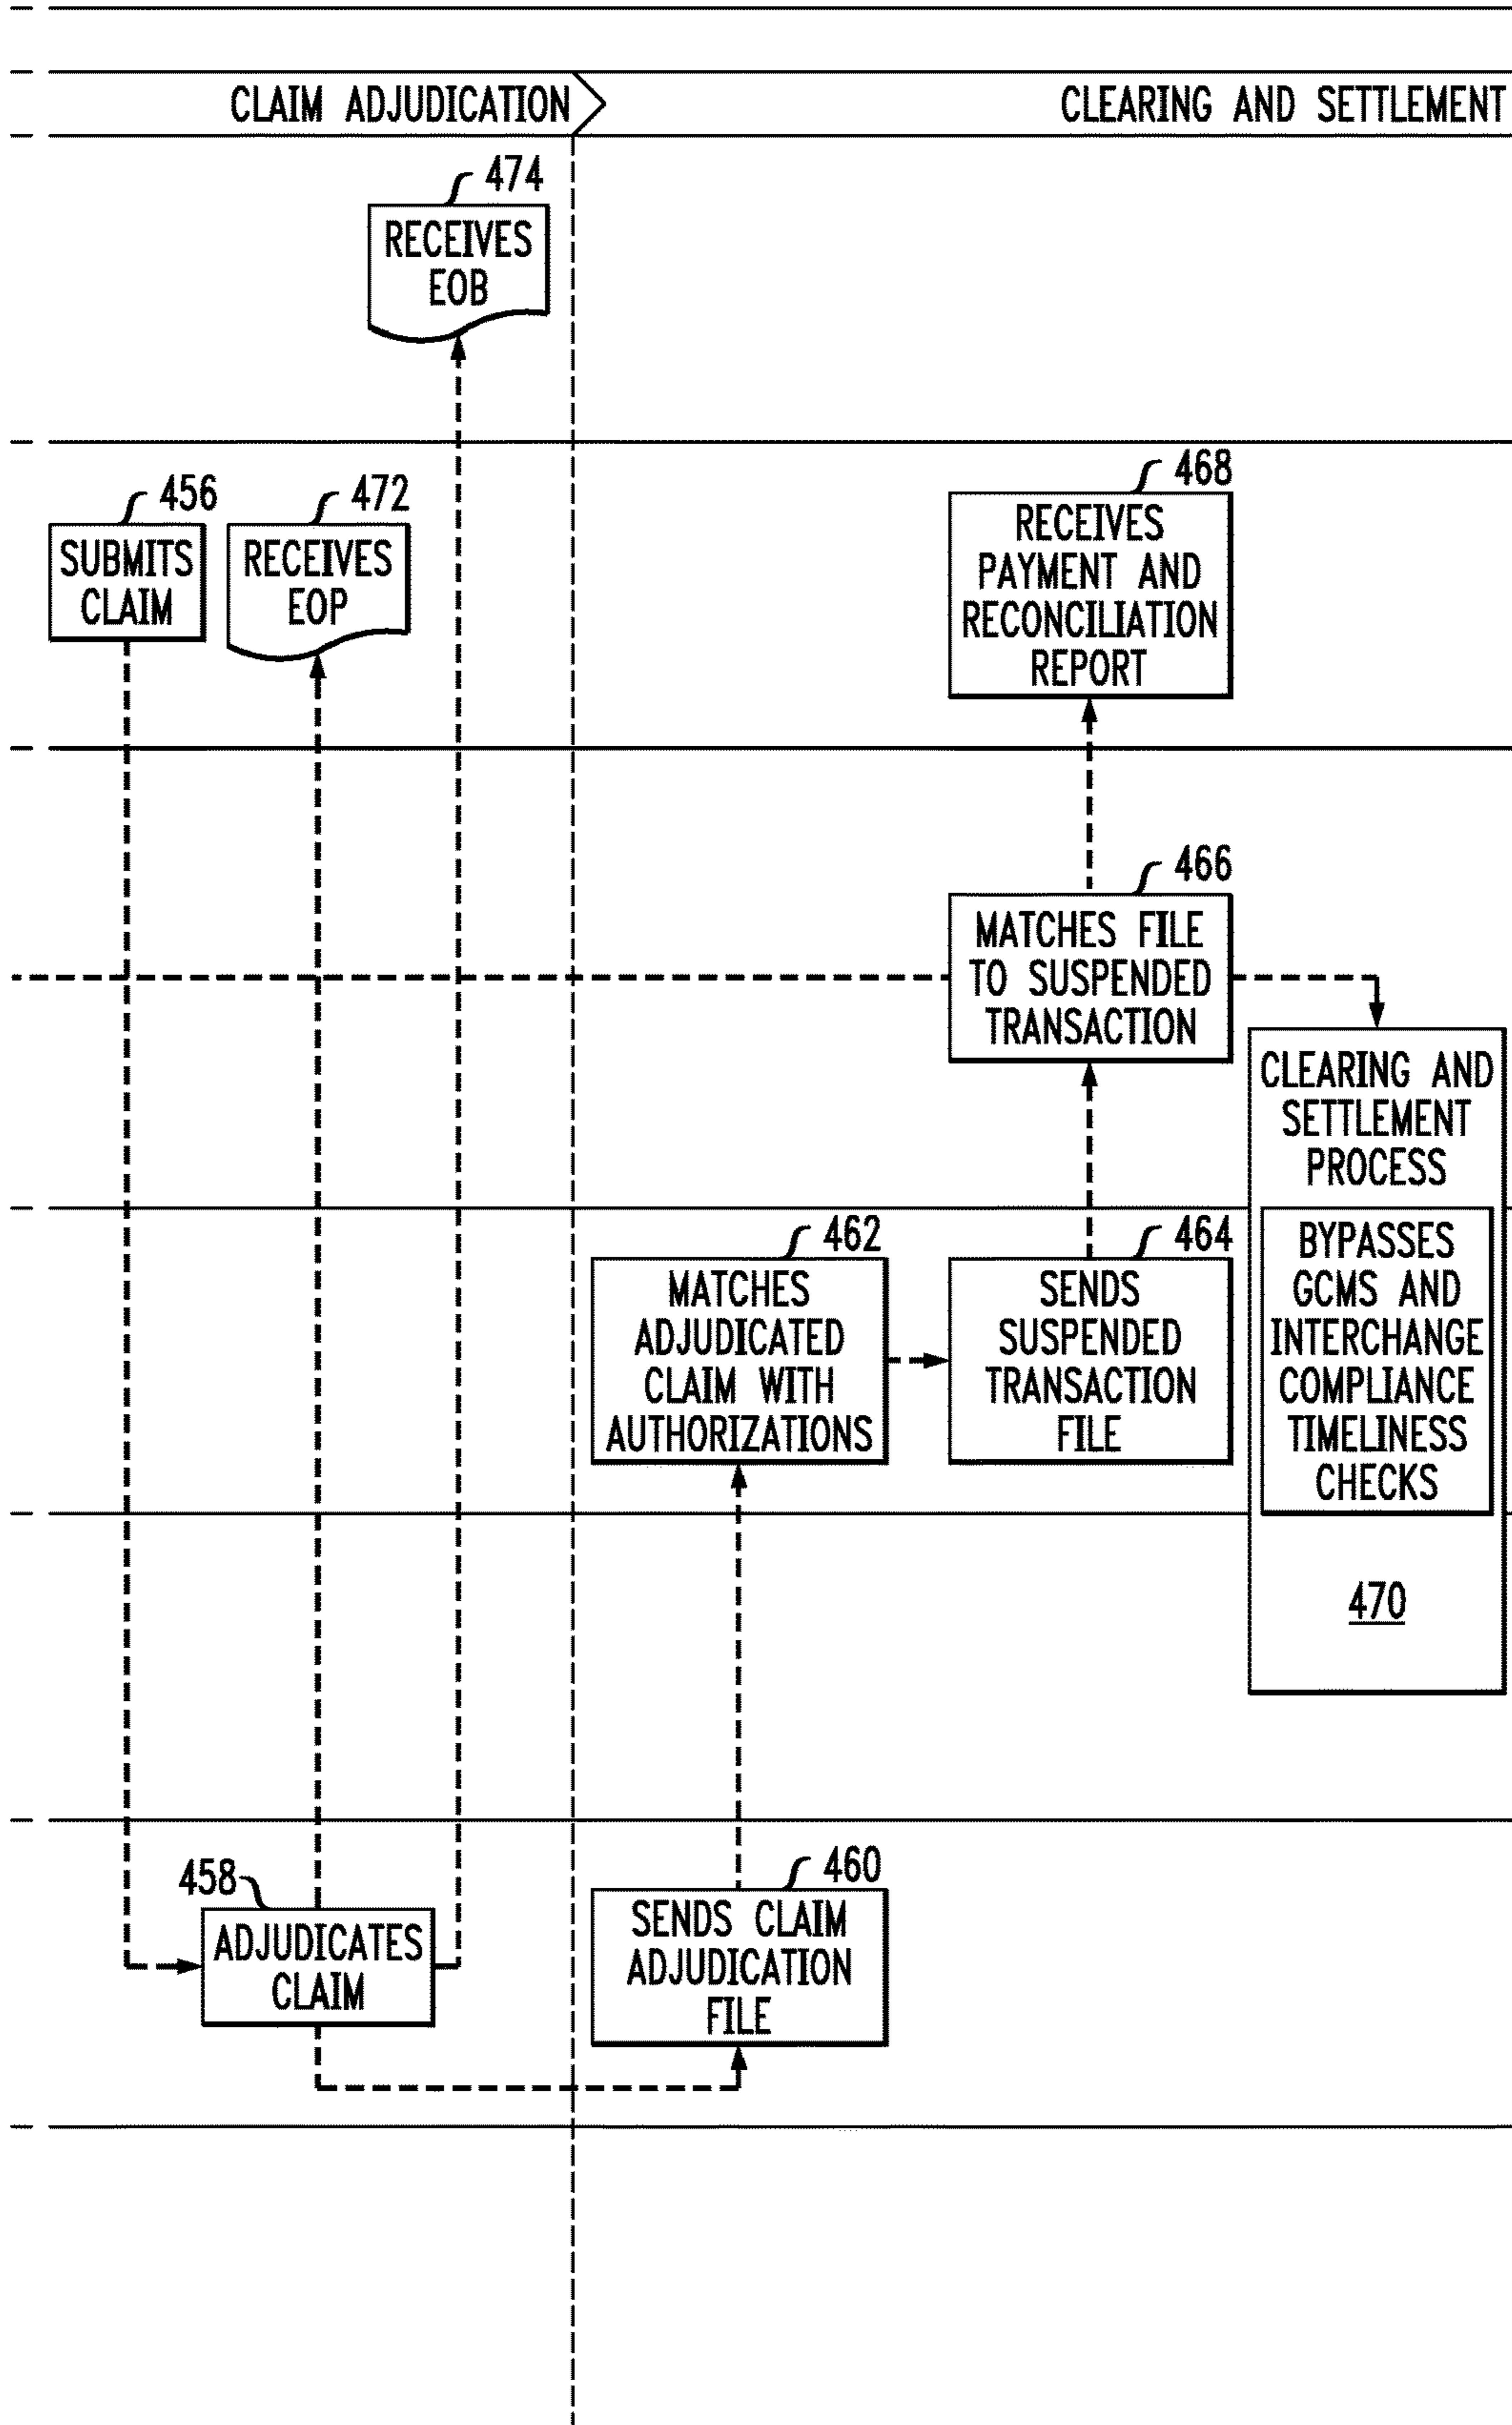 CLAIM ADJUDICATION
CLEARING AND SETTLEMENT
474
RECEIVES
EOB
456
SUBMITS
CLAIM
472
RECEIVES
EOP
468
RECEIVES
PAYMENT AND
RECONCILIATION
REPORT
466
MATCHES FILE
TO SUSPENDED
TRANSACTION
CLEARING AND
SETTLEMENT
PROCESS
462
MATCHES
ADJUDICATED
CLAIM WITH
AUTHORIZATIONS
464
SENDS
SUSPENDED
TRANSACTION
FILE
BYPASSES
GCMS AND
INTERCHANGE
COMPLIANCE
TIMELINESS
CHECKS
470
458
ADJUDICATES
CLAIM
460
SENDS CLAIM
ADJUDICATION
FILE